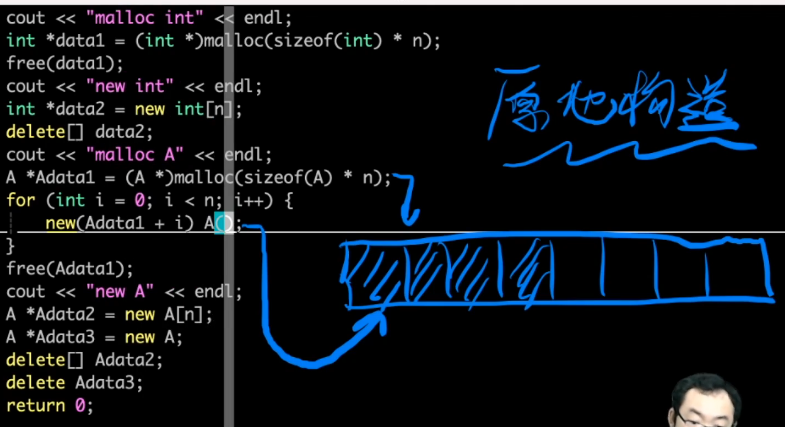 cout << "malloc int" << endl;
int *data1 = (int *)malloc(sizeof(int) * n);
free(data1);
cout << "new int" << endl;
int *data2 = new int[n];
delete[] data2;
cout << "malloc A" << endl;
A *Adata1 = (A *)malloc(sizeof(A) * n);
for (int i = 0; i < n; i++) {
new(Adata1 + i) A();
}
free(Adata1);
cout << "new A" << endl;
A *Adata2 = new A[n];
A *Adata3 = new A;
delete[] Adata2;
delete Adata3;
return 0;
原地构造